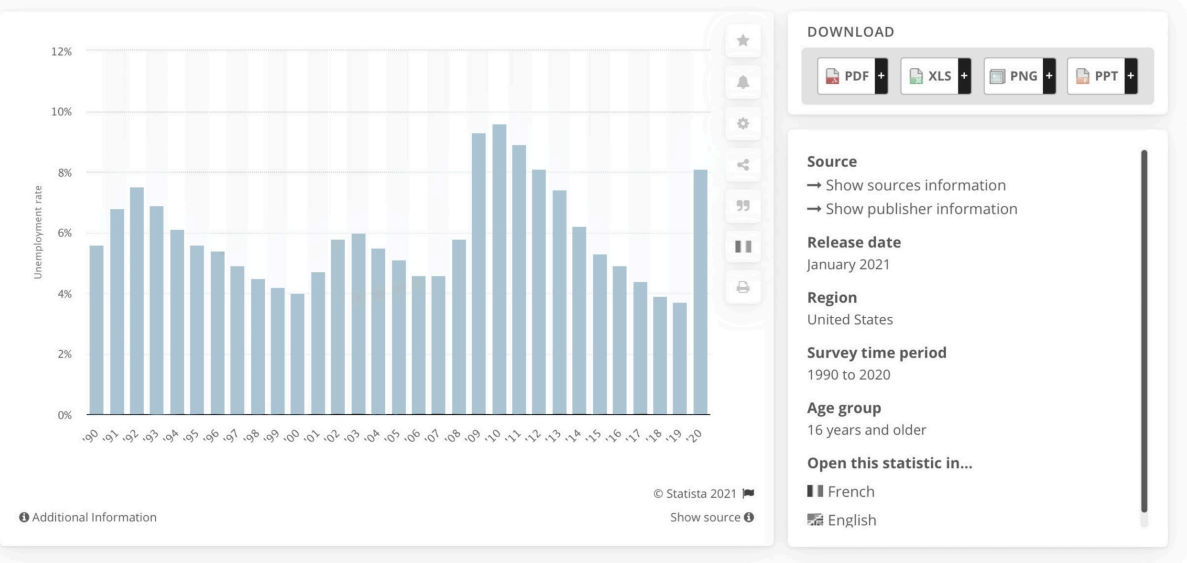 12%
10%
8%
6%
4%
2%
0%
Unemployment rate
'90 '91 '92 '93 '94 '95 '96 '97 '98 '99 '00 '01 '02 '03 '04 '05 '06 '07 '08 '09 '10 '11 '12 '13 '14 '15 '16 '17 '18 '19 '20
© Statista 2021
Additional Information
Show source
DOWNLOAD
PDF + XLS + PNG + PPT +
Source
→ Show sources information
→ Show publisher information
Release date
January 2021
Region
United States
Survey time period
1990 to 2020
Age group
16 years and older
Open this statistic in...
French
English